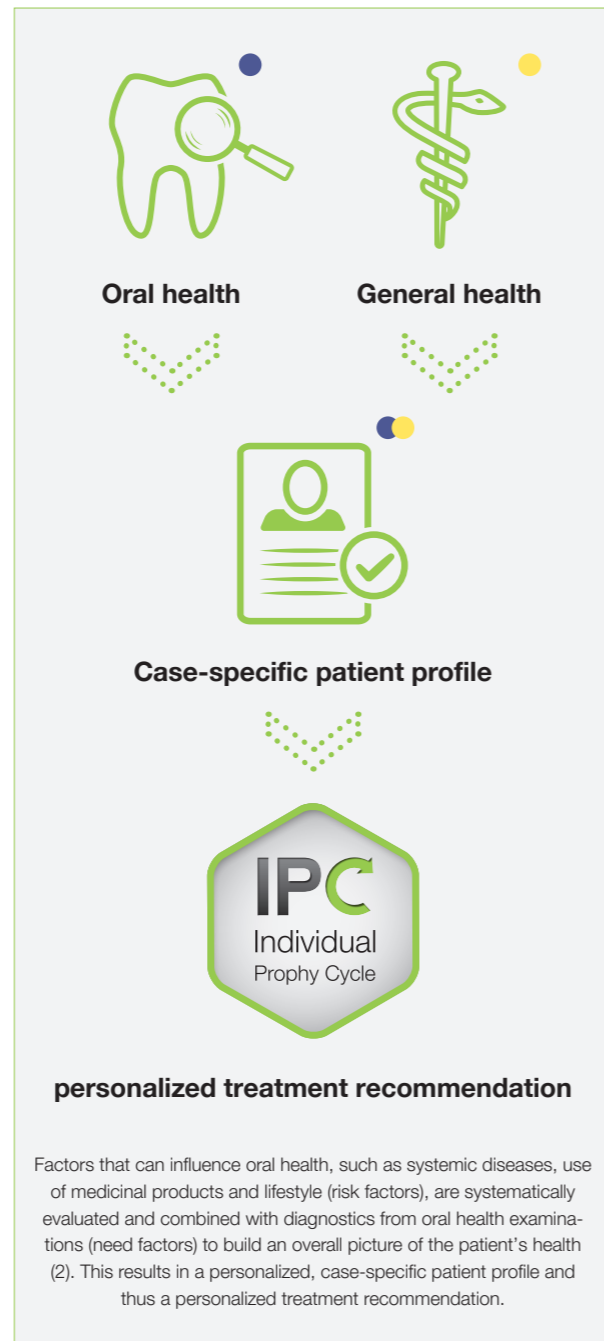 Oral health
General health
Case-specific patient profile
IPC
Individual
Prophy Cycle
personalized treatment recommendation
Factors that can influence oral health, such as systemic diseases, use
of medicinal products and lifestyle (risk factors), are systematically
evaluated and combined with diagnostics from oral health examina-
tions (need factors) to build an overall picture of the patient’s health
(2). This results in a personalized, case-specific patient profile and
thus a personalized treatment recommendation.